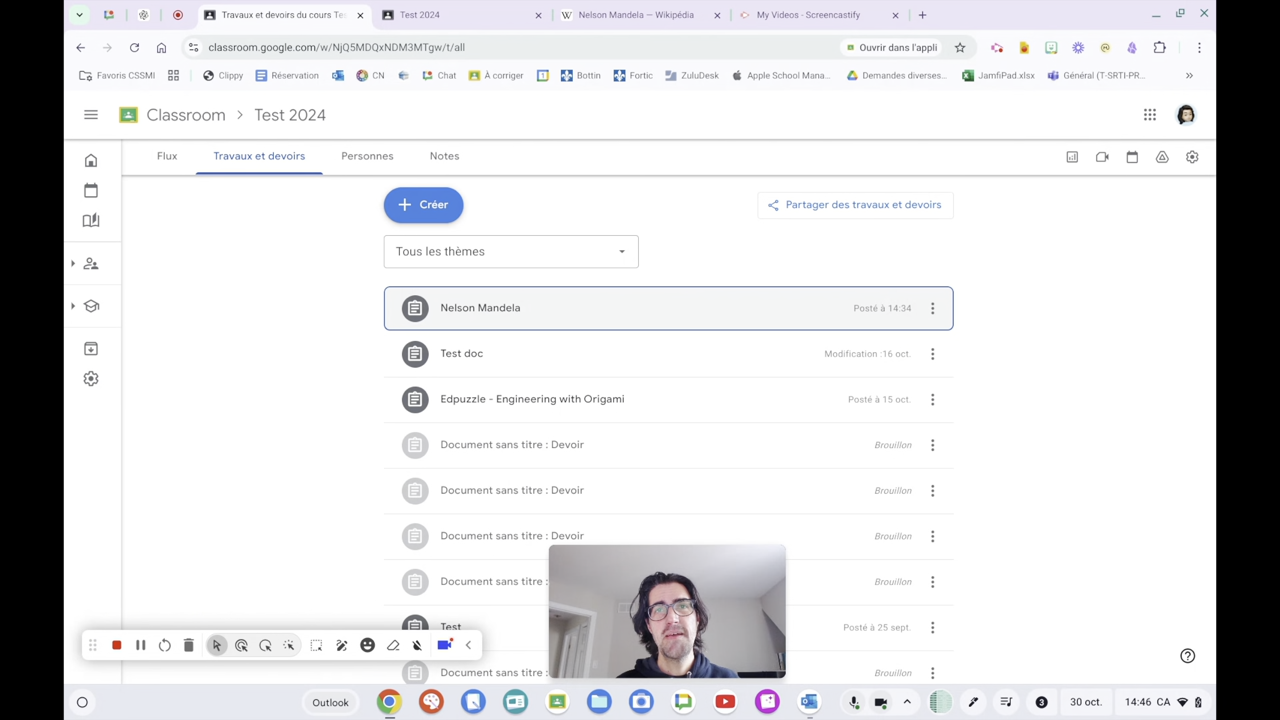 Travaux et devoirs du cours Tes
Test 2024
Nelson Mandela — Wikipédia
My Videos - Screencastify
classroom.google.com/w/NjQ5MDQxNDM3MTgw/t/all
Ouvrir dans l'appli
Favoris CSSMI
Clippy
Réservation
CN
Chat
À corriger
Bottin
Fortic
ZuluDesk
Apple School Mana...
Demandes diverses...
JamfiPad.xlsx
Général (T-SRTI-PR...
Classroom > Test 2024
Flux
Travaux et devoirs
Personnes
Notes
Créer
Partager des travaux et devoirs
Tous les thèmes
Nelson Mandela
Posté à 14:34
Test doc
Modification :16 oct.
Edpuzzle - Engineering with Origami
Posté à 15 oct.
Document sans titre : Devoir
Brouillon
Document sans titre : Devoir
Brouillon
Document sans titre : Devoir
Brouillon
Document sans titre :
Brouillon
Test
Posté à 25 sept.
Document sans titre :
Brouillon
Outlook
3
30 oct.
14:46 CA